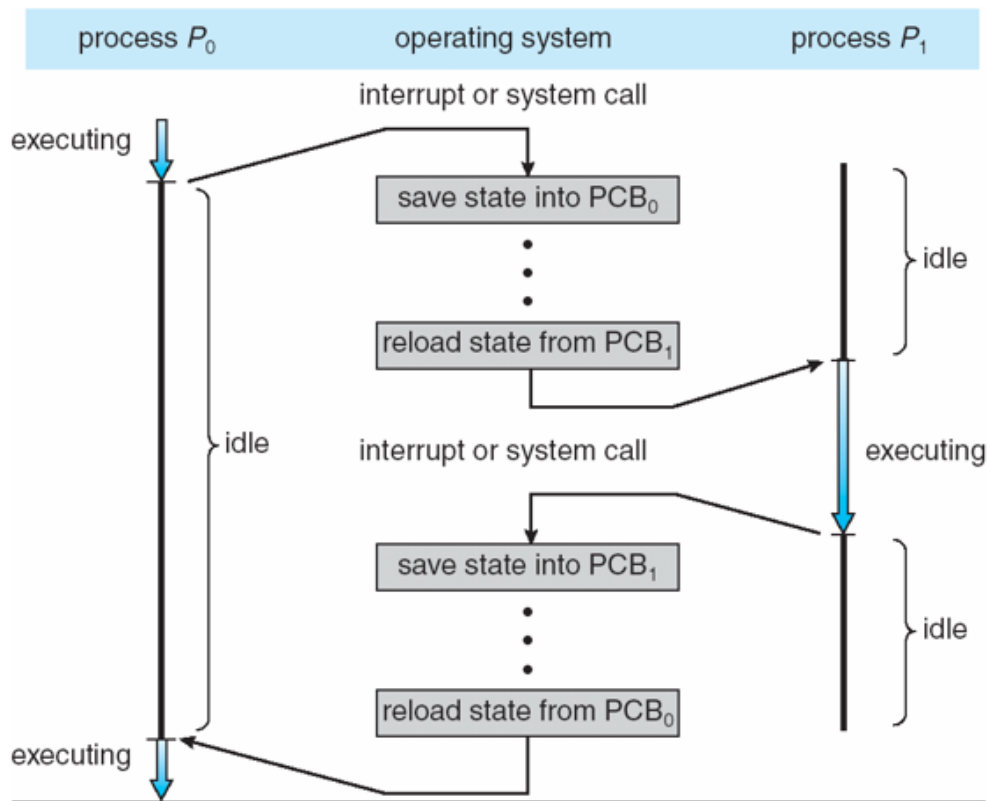 process P₀ operating system process P₁
interrupt or system call
executing
save state into PCB₀
idle
reload state from PCB₁
idle
interrupt or system call
executing
save state into PCB₁
idle
reload state from PCB₀
executing